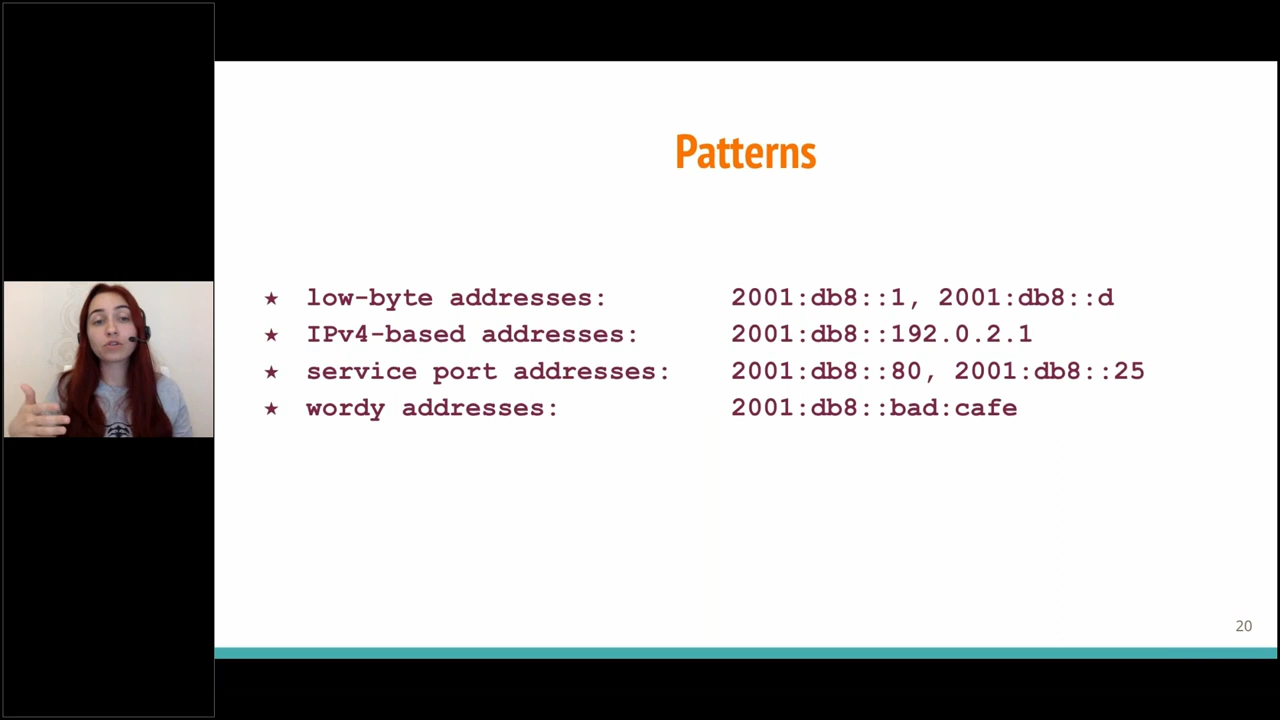 Patterns
★ low-byte addresses: 2001:db8::1, 2001:db8::d
★ IPv4-based addresses: 2001:db8::192.0.2.1
★ service port addresses: 2001:db8::80, 2001:db8::25
★ wordy addresses: 2001:db8::bad:cafe
20